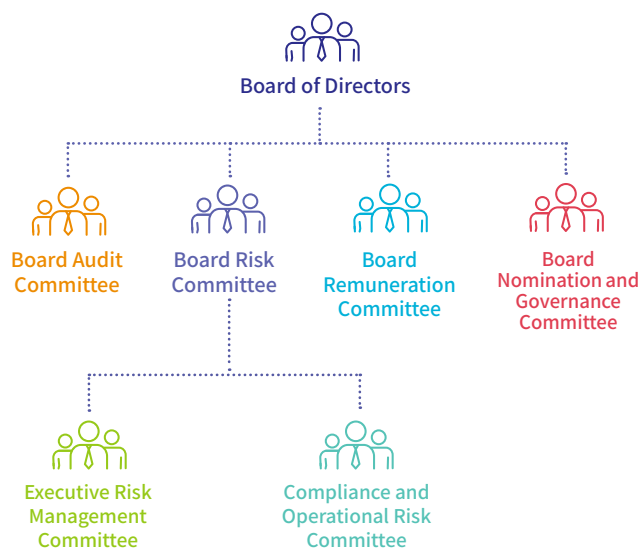 Board of Directors
Board Audit
Committee
Board Risk
Committee
Board
Remuneration
Committee
Board
Nomination and
Governance
Committee
Executive Risk
Management
Committee
Compliance and
Operational Risk
Committee